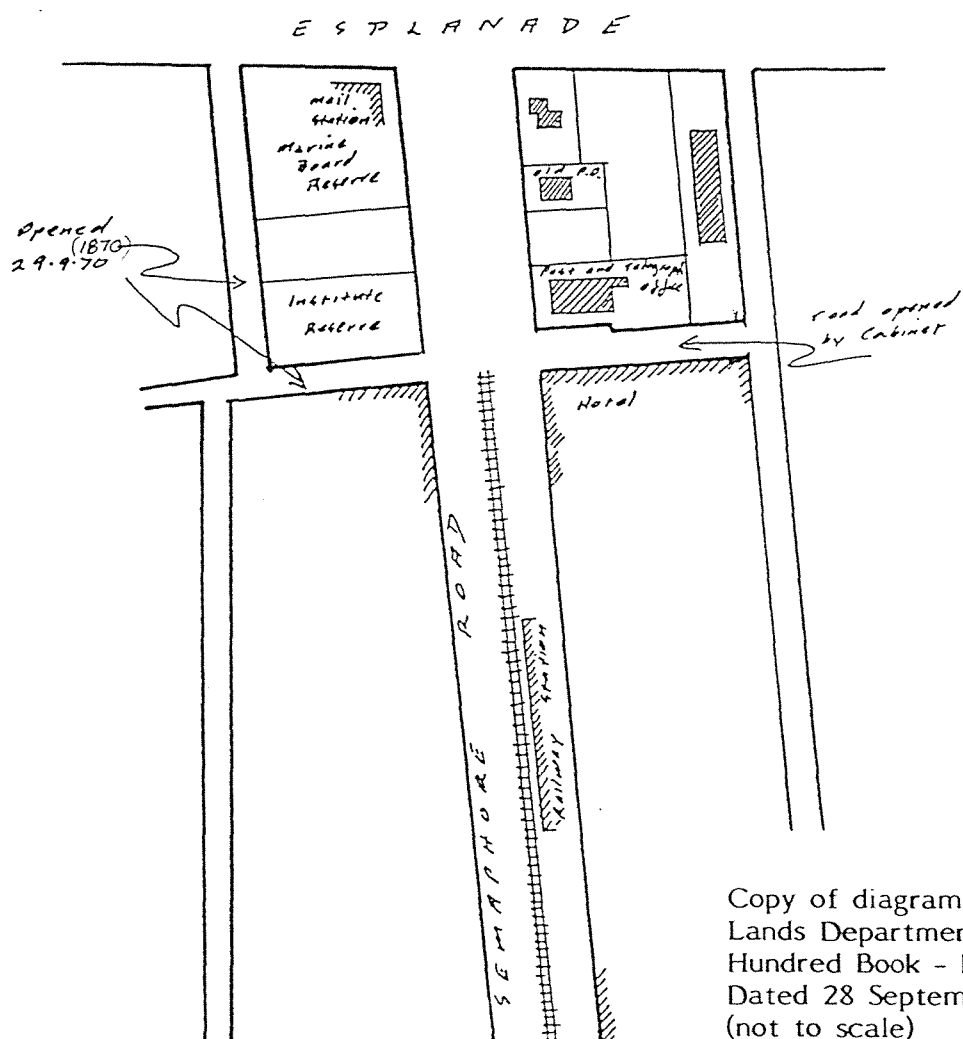 ESPLANADE
Mail
Station
Marine
Board
Reserve
old P.O.
Opened
(1870)
29.9.70
Post and Telegraph
office
Institute
Reserve
road opened
by Cabinet
Hotel
SEMAPHORE ROAD
Railway Station
Copy of diagram
Lands Departmen
Hundred Book -
Dated 28 Septem
(not to scale)